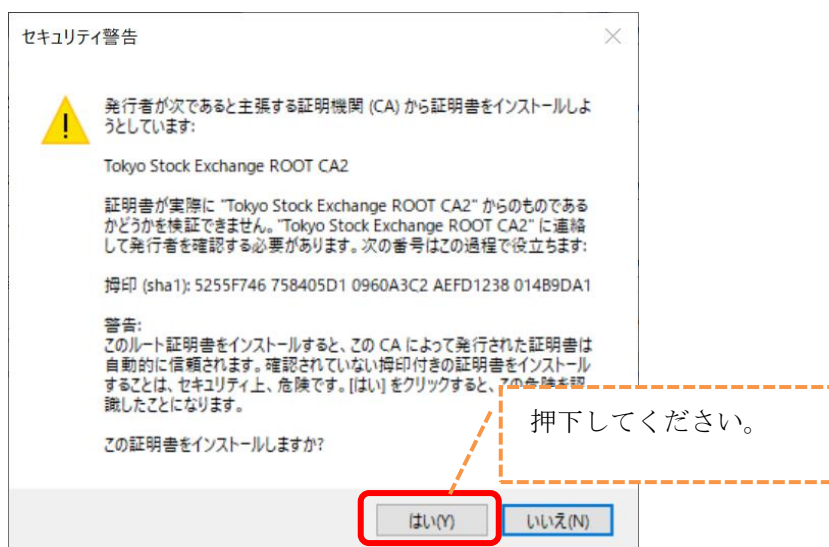 セキュリティ警告
発行者が次であると主張する証明機関 (CA) から証明書をインストールしよ
うとしています:
Tokyo Stock Exchange ROOT CA2
証明書が実際に "Tokyo Stock Exchange ROOT CA2" からのものである
かどうかを検証できません。"Tokyo Stock Exchange ROOT CA2" に連絡
して発行者を確認する必要があります。次の番号はこの過程で役立ちます:
拇印 (sha1): 5255F746 758405D1 0960A3C2 AEFD1238 014B9DA1
警告:
このルート証明書をインストールすると、この CA によって発行された証明書は
自動的に信頼されます。確認されていない拇印付きの証明書をインストール
することは、セキュリティ上、危険です。[はい] をクリックすると、この危険を認
識したことになります。
押下してください。
この証明書をインストールしますか?
はい(Y)
いいえ(N)